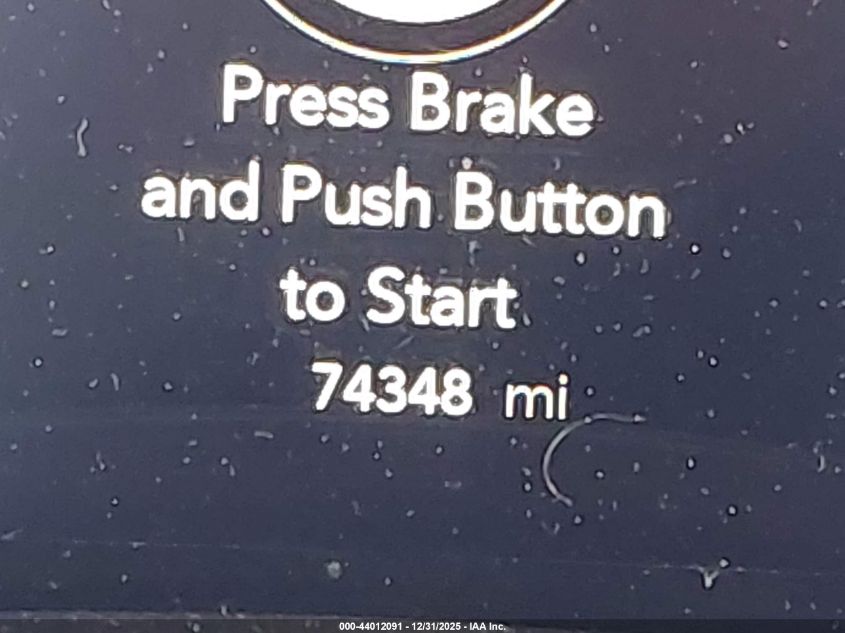 Press Brake
and Push Button
to Start
74348 mi
000-44012091 - 12/31/2025 - IAA Inc.